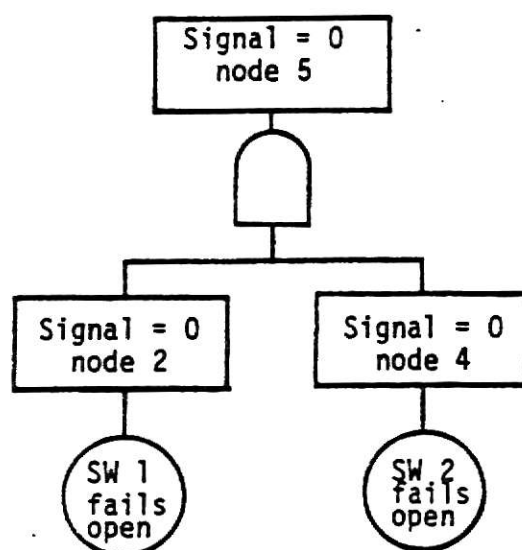 Signal = 0
node 5
Signal = 0
node 2
Signal = 0
node 4
SW 1
fails
open
SW 2
fails
open